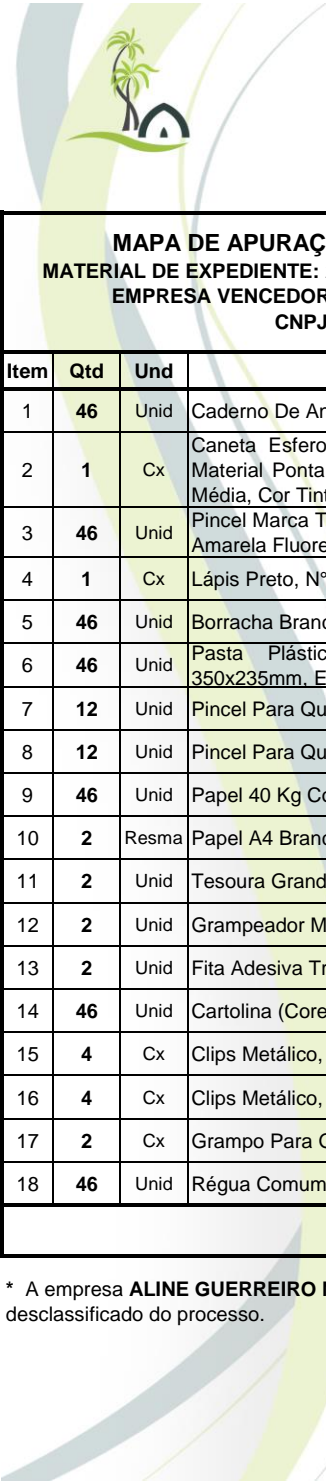 MAPA DE APURAÇ
MATERIAL DE EXPEDIENTE:
EMPRESA VENCEDOR
CNPJ
Item Qtd Und
1 46 Unid Caderno De Ar
2 1 Cx Caneta Esfero
Material Ponta
Média, Cor Tint
3 46 Unid Pincel Marca T
Amarela Fluore
4 1 Cx Lápis Preto, N°
5 46 Unid Borracha Branc
6 46 Unid Pasta Plástic
350x235mm, E
7 12 Unid Pincel Para Qu
8 12 Unid Pincel Para Qu
9 46 Unid Papel 40 Kg Co
10 2 Resma Papel A4 Branc
11 2 Unid Tesoura Grand
12 2 Unid Grampeador M
13 2 Unid Fita Adesiva Tr
14 46 Unid Cartolina (Core
15 4 Cx Clips Metálico,
16 4 Cx Clips Metálico,
17 2 Cx Grampo Para G
18 46 Unid Régua Comum
* A empresa ALINE GUERREIRO
desclassificado do processo.